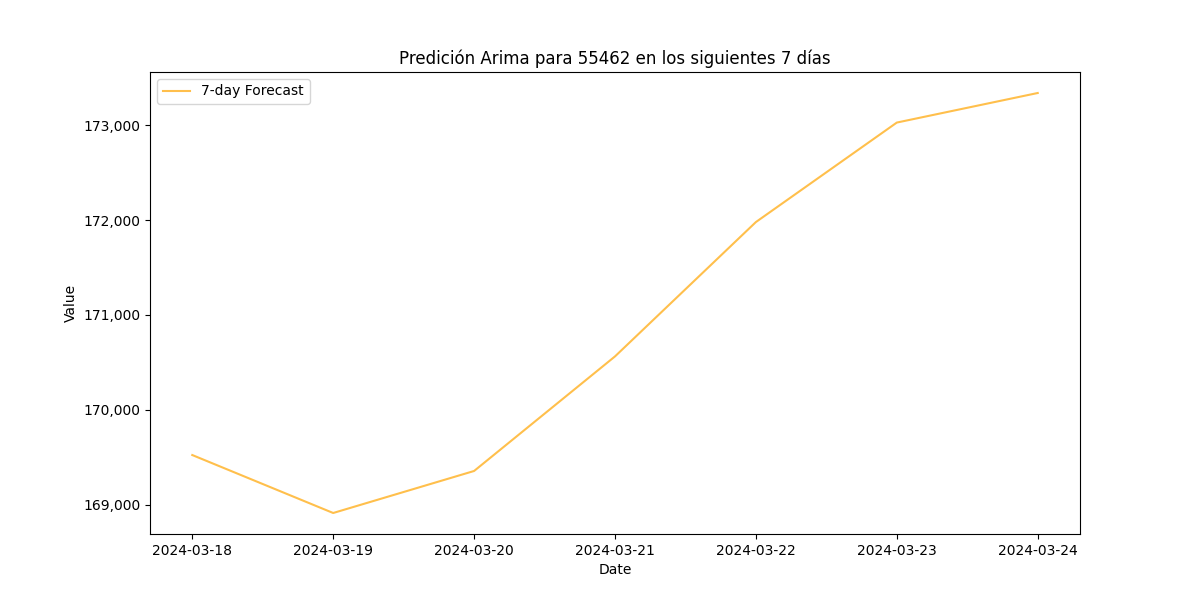 Predición Arima para 55462 en los siguientes 7 días
7-day Forecast
173,000
172,000
171,000
170,000
169,000
Value
2024-03-18 2024-03-19 2024-03-20 2024-03-21 2024-03-22 2024-03-23 2024-03-24
Date